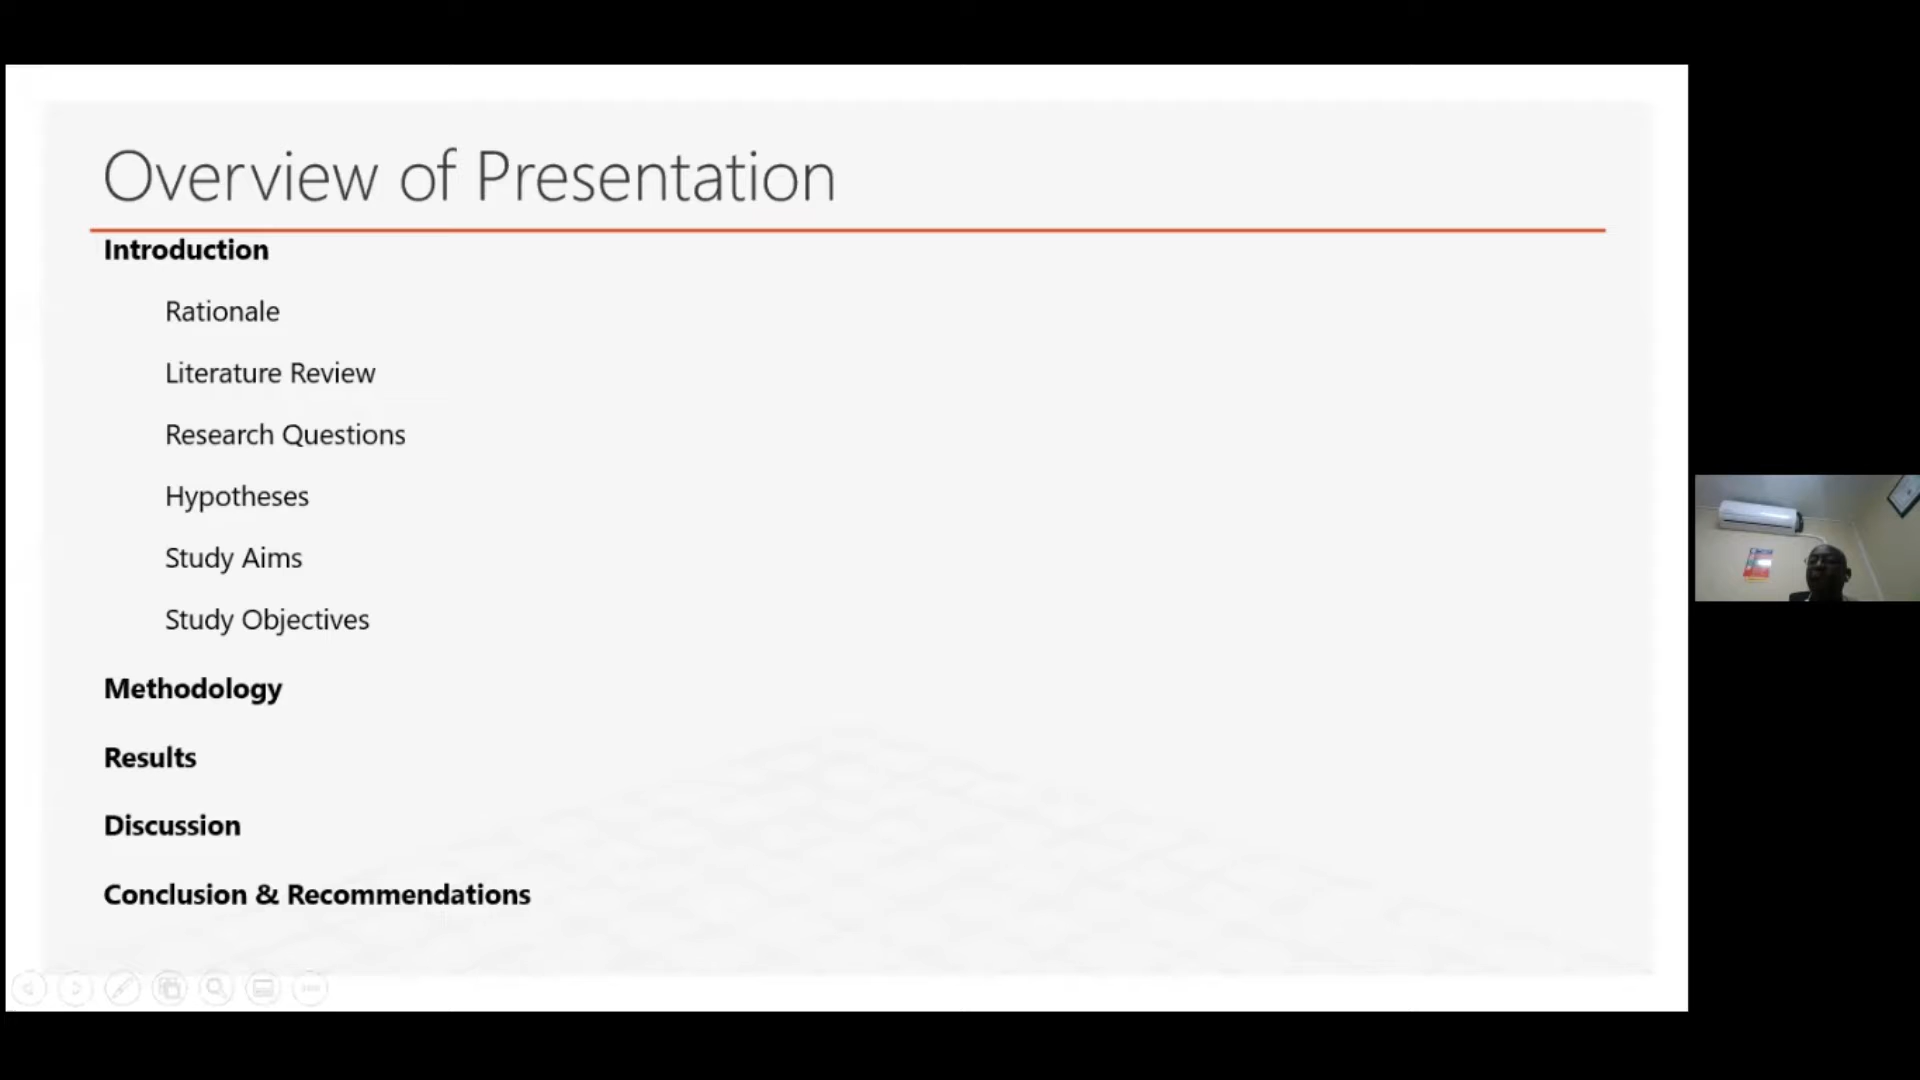 Overview of Presentation
Introduction
Rationale
Literature Review
Research Questions
Hypotheses
Study Aims
Study Objectives
Methodology
Results
Discussion
Conclusion & Recommendations